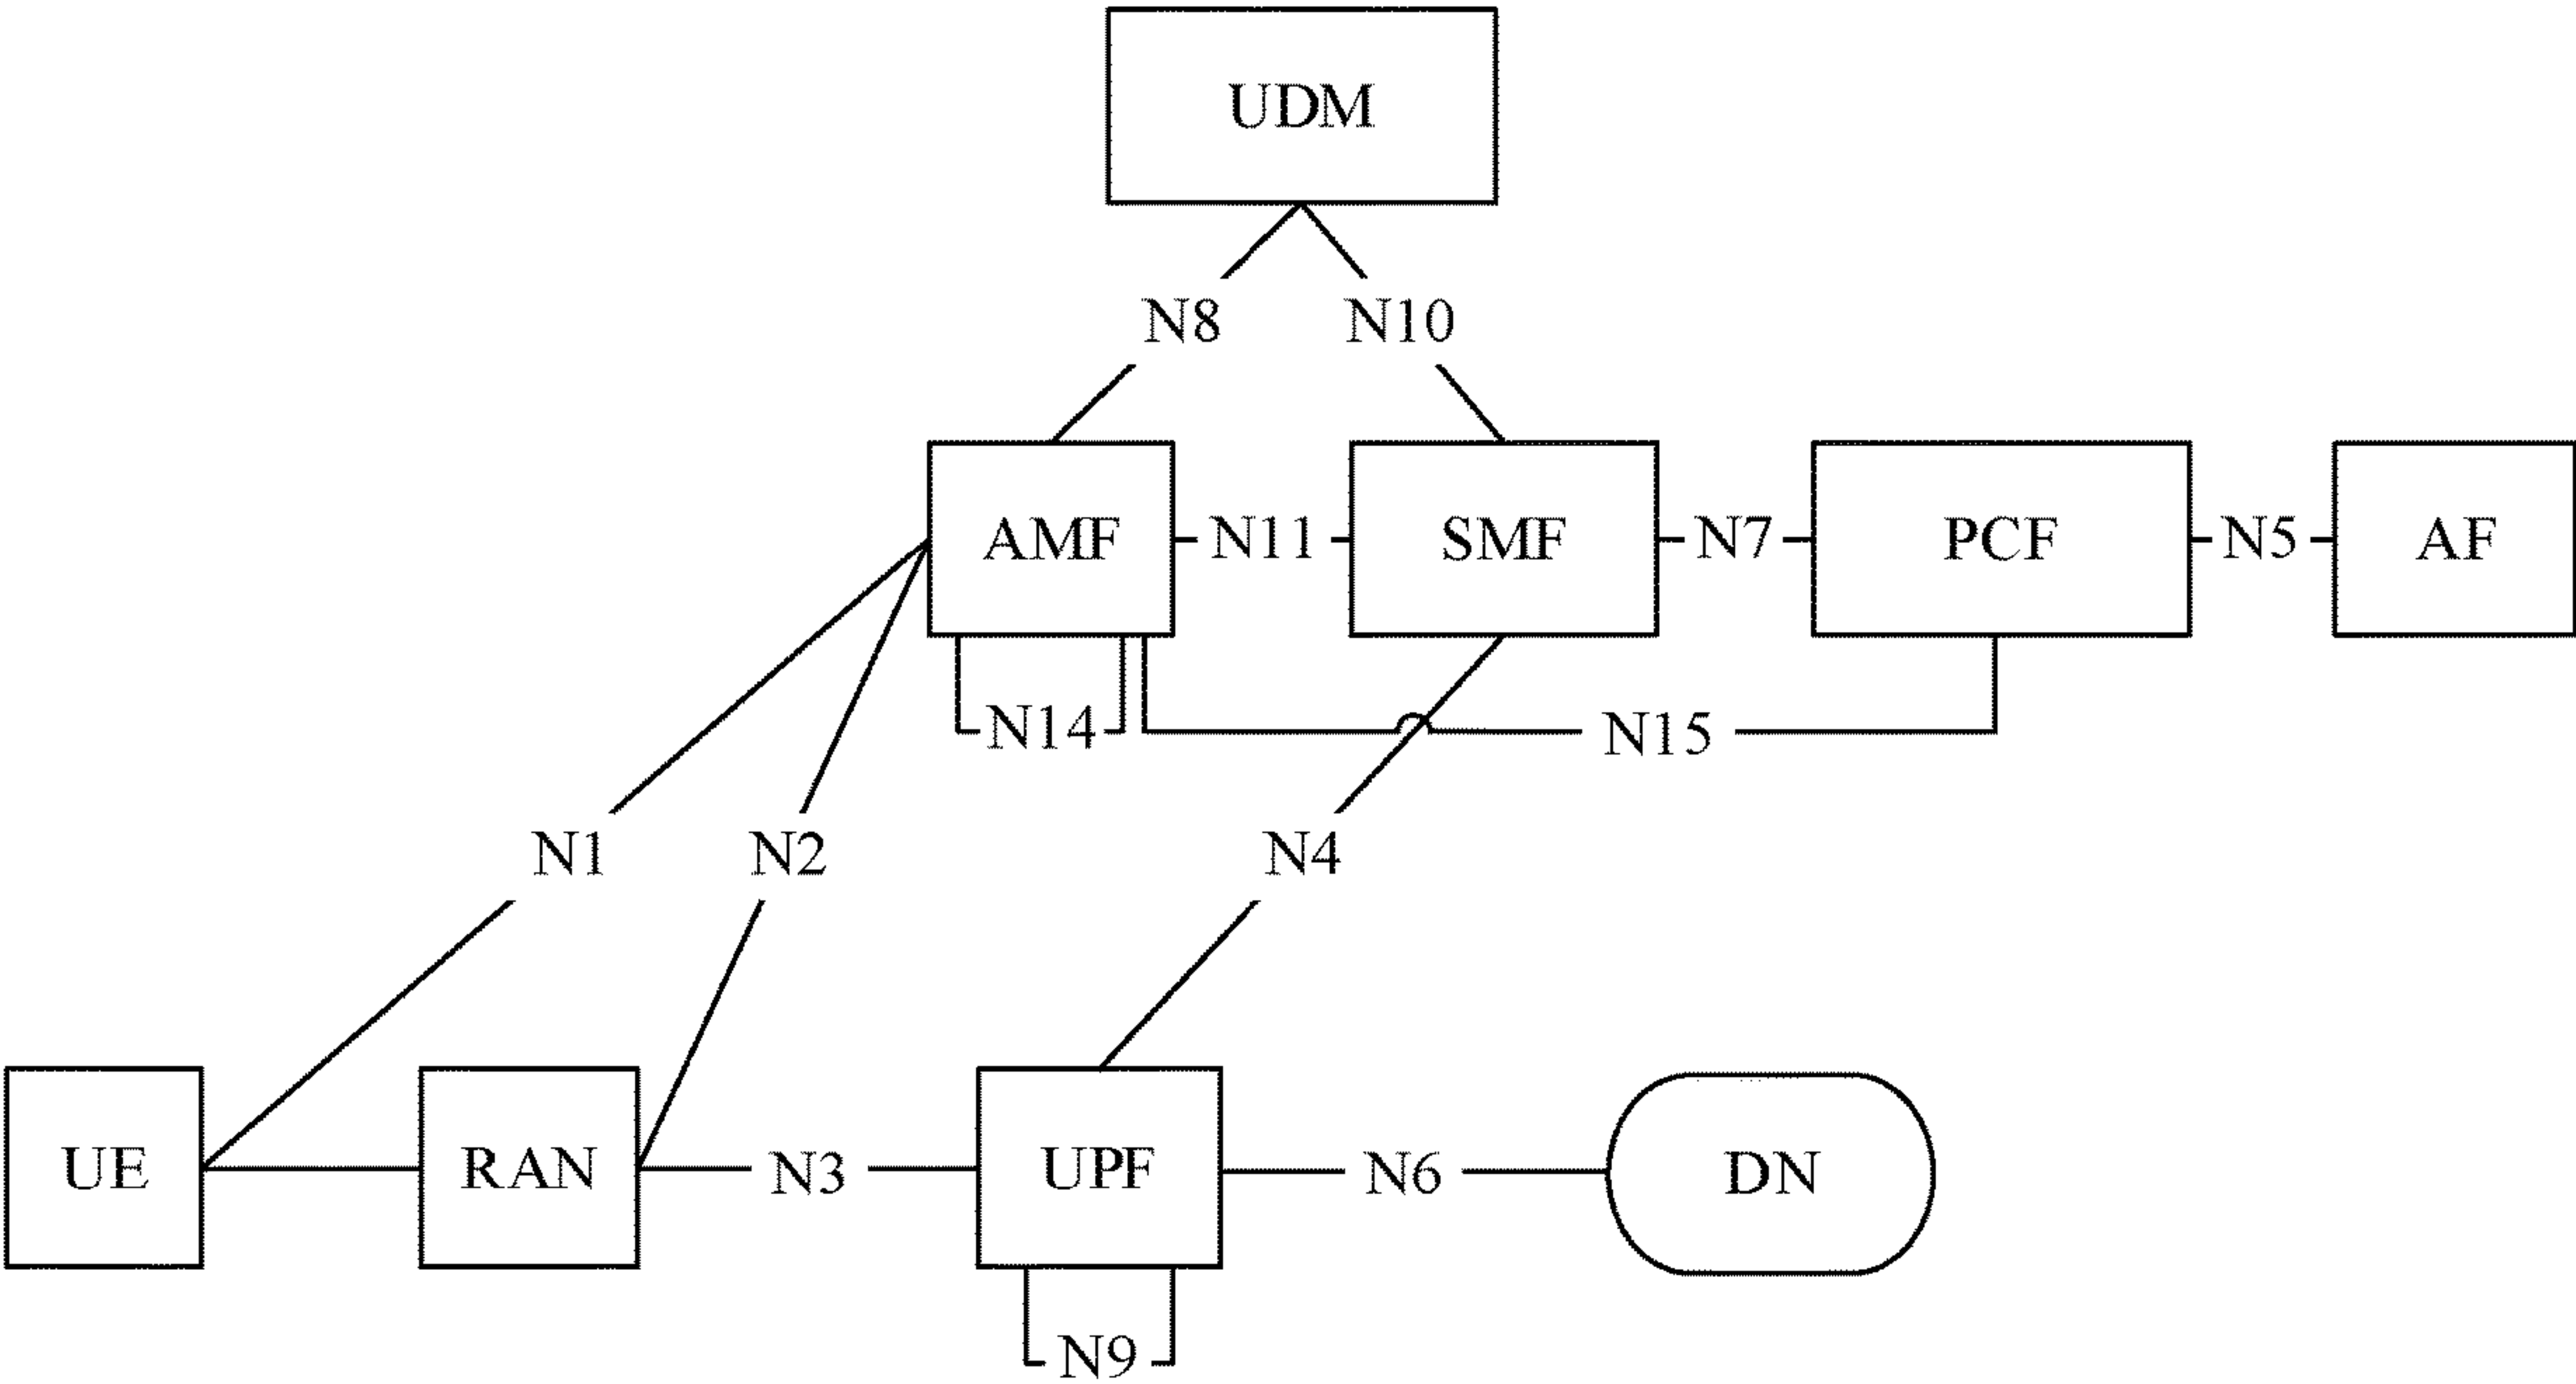 UDM
N8 N10
AMF N11 SMF N7 PCF N5 AF
N14 N15
N1 N2 N4
UE RAN N3 UPF N6 DN
N9